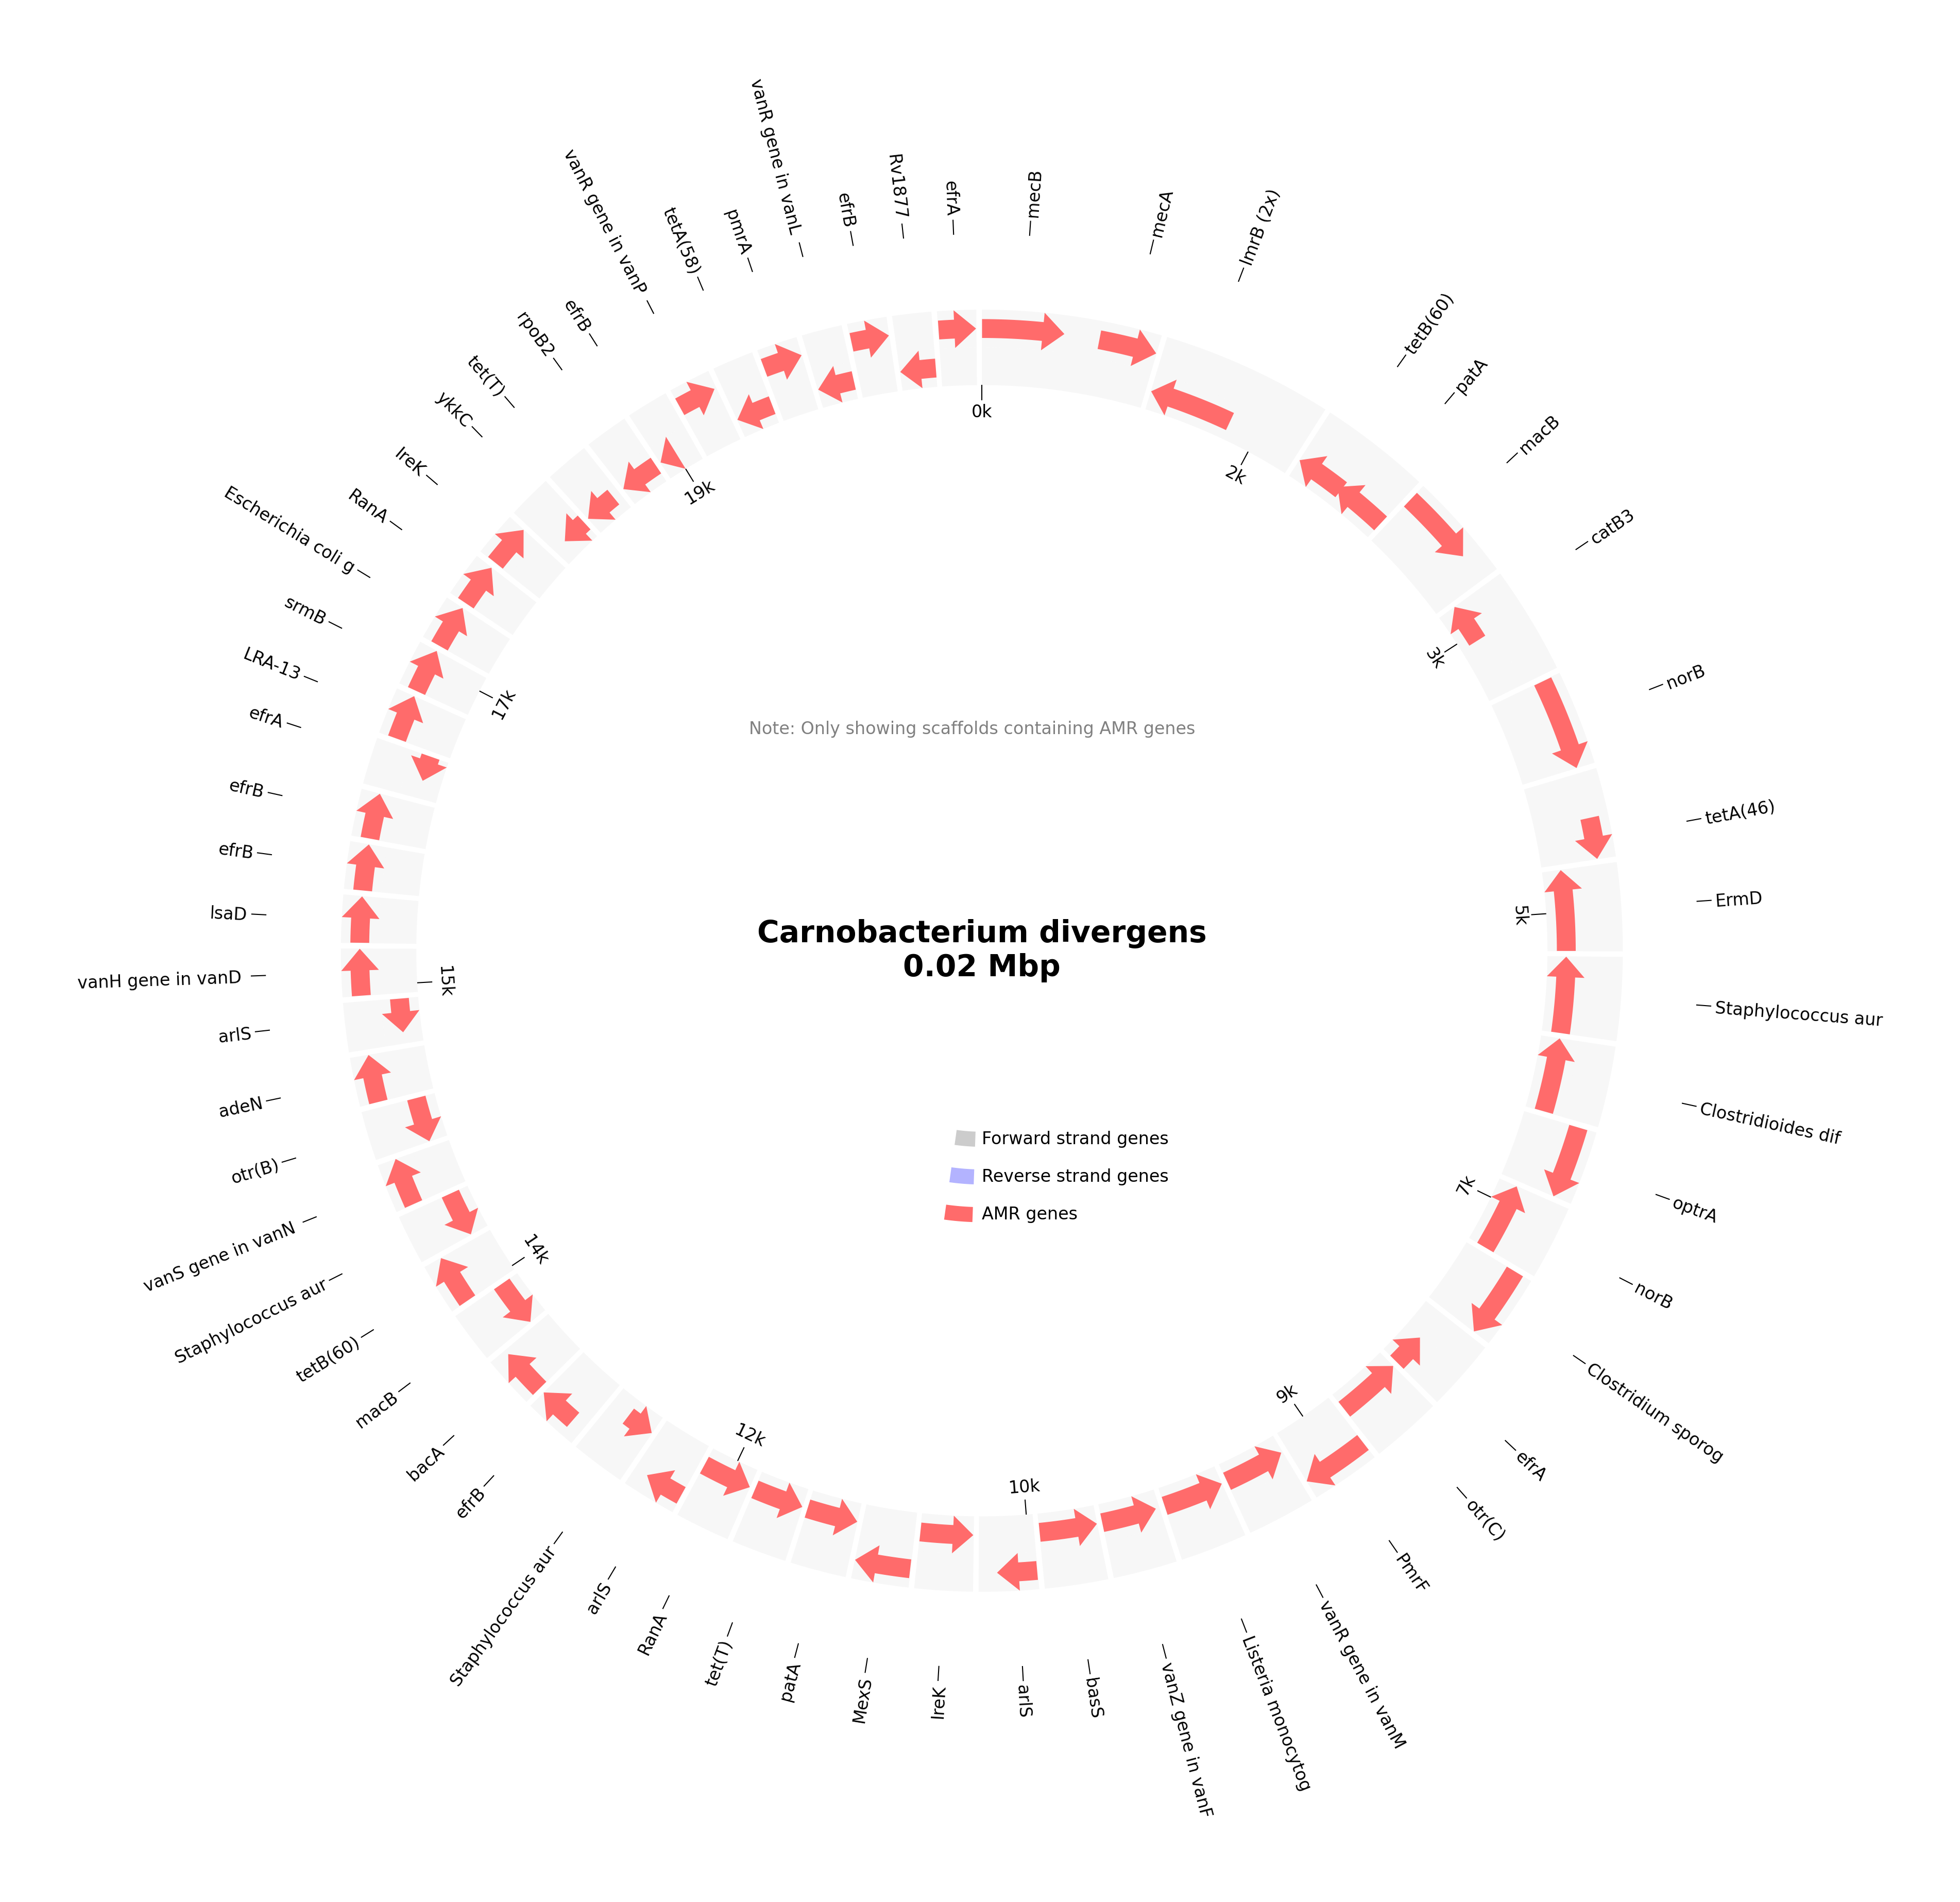 mecB
mecA
lmrB (2x)
tetB(60)
patA
macB
catB3
norB
tetA(46)
ErmD
Staphylococcus aur
Clostridioides dif
optrA
norB
Clostridium sporog
efrA
otr(C)
PmrF
vanR gene in vanM
Listeria monocytog
vanZ gene in vanF
basS
arlS
IreK
MexS
patA
tet(T)
RanA
arlS
Staphylococcus aur
efrB
bacA
macB
tetB(60)
Staphylococcus aur
vanS gene in vanN
otr(B)
adeN
arlS
vanH gene in vanD
lsaD
efrB
efrB
efrA
LRA-13
srmB
Escherichia coli g
RanA
IreK
ykkC
tet(T)
rpoB2
efrB
vanR gene in vanP
tetA(58)
pmrA
vanR gene in vanL
efrB
Rv1877
efrA
0k
2k
3k
5k
7k
9k
10k
12k
14k
15k
17k
19k
Note: Only showing scaffolds containing AMR genes
Carnobacterium divergens
0.02 Mbp
Forward strand genes
Reverse strand genes
AMR genes